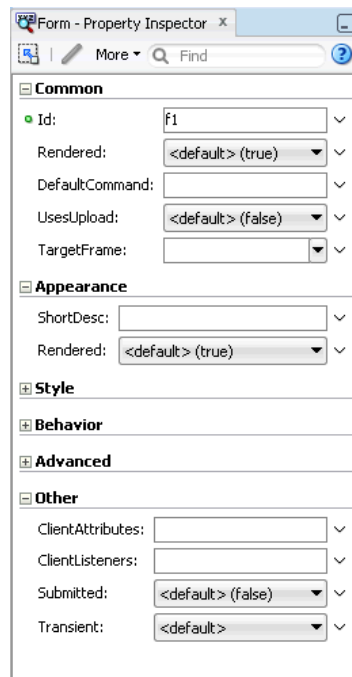 Form - Property Inspector x
More Find ?
Common
Id: f1
Rendered: <default> (true)
DefaultCommand:
UsesUpload: <default> (false)
TargetFrame:
Appearance
ShortDesc:
Rendered: <default> (true)
Style
Behavior
Advanced
Other
ClientAttributes:
ClientListeners:
Submitted: <default> (false)
Transient: <default>